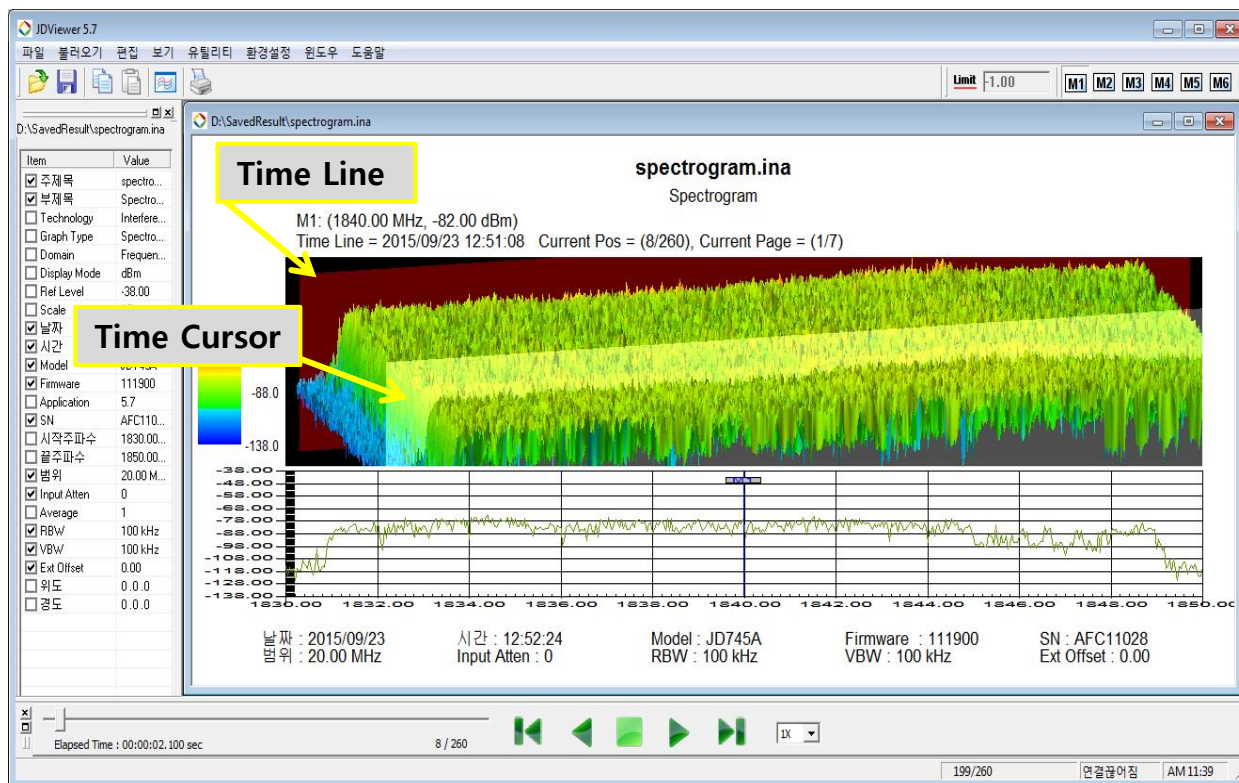 JDViewer 5.7
파일 불러오기 편집 보기 유틸리티 환경설정 윈도우 도움말
Limit -1.00 M1 M2 M3 M4 M5 M6
D:\SavedResult\spectrogram.ina
Item Value
주제목 spectro...
부제목 Spectro...
Technology Interfere...
Graph Type Spectro...
Domain Frequen...
Display Mode dBm
Ref Level -38.00
Scale
날짜
시간
Model JD745A
Firmware 111900
Application 5.7
SN AFC110...
시작주파수 1830.00...
끝주파수 1850.00...
범위 20.00 M...
Input Atten 0
Average 1
RBW 100 kHz
VBW 100 kHz
Ext Offset 0.00
위도 0.0.0
경도 0.0.0
D:\SavedResult\spectrogram.ina
spectrogram.ina
Spectrogram
Time Line
M1: (1840.00 MHz, -82.00 dBm)
Time Line = 2015/09/23 12:51:08 Current Pos = (8/260), Current Page = (1/7)
Time Cursor
-88.0
-138.0
-38.00
-48.00
-58.00
-68.00
-78.00
-88.00
-98.00
-108.00
-118.00
-128.00
-138.00
M1
1830.00 1832.00 1834.00 1836.00 1838.00 1840.00 1842.00 1844.00 1846.00 1848.00 1850.00
날짜 : 2015/09/23 시간 : 12:52:24 Model : JD745A Firmware : 111900 SN : AFC11028
범위 : 20.00 MHz Input Atten : 0 RBW : 100 kHz VBW : 100 kHz Ext Offset : 0.00
Elapsed Time : 00:00:02.100 sec 8 / 260
1X
199/260 연결끊어짐 AM 11:39